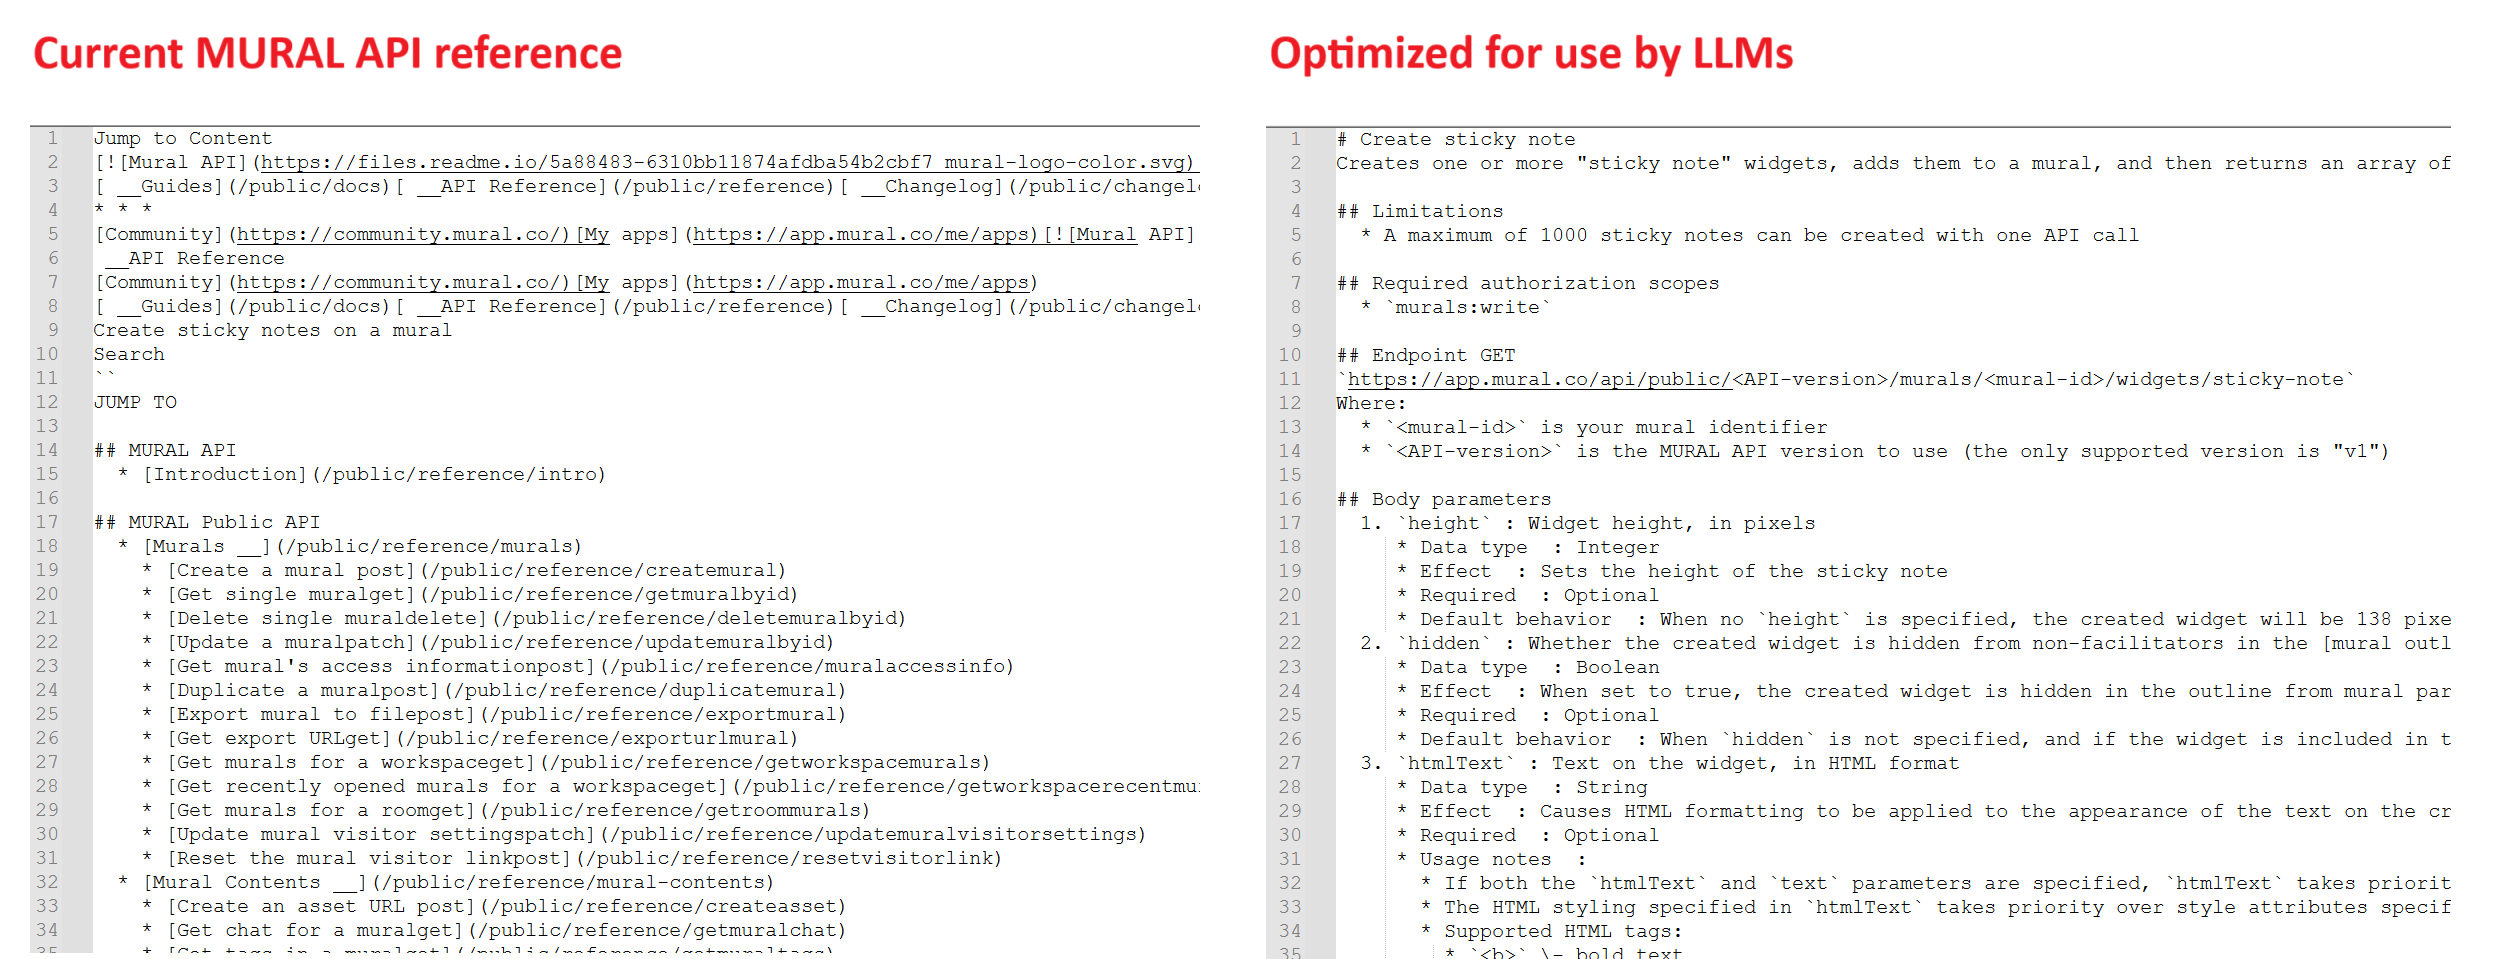 Current MURAL API reference
1 Jump to Content
2 [![Mural API](https://files.readme.io/5a88483-6310bb11874afdba54b2cbf7_mural-logo-color.svg)
3 [ __Guides](/public/docs)[ __API Reference](/public/reference)[ __Changelog](/public/changel
4 * * *
5 [Community](https://community.mural.co/)[My apps](https://app.mural.co/me/apps)[![Mural API]
6 __API Reference
7 [Community](https://community.mural.co/)[My apps](https://app.mural.co/me/apps)
8 [ __Guides](/public/docs)[ __API Reference](/public/reference)[ __Changelog](/public/changel
9 Create sticky notes on a mural
10 Search
11 ``
12 JUMP TO
13
14 ## MURAL API
15 * [Introduction](/public/reference/intro)
16
17 ## MURAL Public API
18 * [Murals __](/public/reference/murals)
19 * [Create a mural post](/public/reference/createmural)
20 * [Get single muralget](/public/reference/getmuralbyid)
21 * [Delete single muraldelete](/public/reference/deletemuralbyid)
22 * [Update a muralpatch](/public/reference/updatemuralbyid)
23 * [Get mural's access informationpost](/public/reference/muralaccessinfo)
24 * [Duplicate a muralpost](/public/reference/duplicatemural)
25 * [Export mural to filepost](/public/reference/exportmural)
26 * [Get export URLget](/public/reference/exporturlmural)
27 * [Get murals for a workspaceget](/public/reference/getworkspacemurals)
28 * [Get recently opened murals for a workspaceget](/public/reference/getworkspacerecentmu
29 * [Get murals for a roomget](/public/reference/getroommurals)
30 * [Update mural visitor settingspatch](/public/reference/updatemuralvisitorsettings)
31 * [Reset the mural visitor linkpost](/public/reference/resetvisitorlink)
32 * [Mural Contents __](/public/reference/mural-contents)
33 * [Create an asset URL post](/public/reference/createasset)
34 * [Get chat for a muralget](/public/reference/getmuralchat)
35 * [Get tags in a muralget](/public/reference/getmuraltags)
Optimized for use by LLMs
1 # Create sticky note
2 Creates one or more "sticky note" widgets, adds them to a mural, and then returns an array of
3
4 ## Limitations
5 * A maximum of 1000 sticky notes can be created with one API call
6
7 ## Required authorization scopes
8 * `murals:write`
9
10 ## Endpoint GET
11 `https://app.mural.co/api/public/<API-version>/murals/<mural-id>/widgets/sticky-note`
12 Where:
13 * `<mural-id>` is your mural identifier
14 * `<API-version>` is the MURAL API version to use (the only supported version is "v1")
15
16 ## Body parameters
17 1. `height` : Widget height, in pixels
18 * Data type : Integer
19 * Effect : Sets the height of the sticky note
20 * Required : Optional
21 * Default behavior : When no `height` is specified, the created widget will be 138 pixe
22 2. `hidden` : Whether the created widget is hidden from non-facilitators in the [mural outl
23 * Data type : Boolean
24 * Effect : When set to true, the created widget is hidden in the outline from mural par
25 * Required : Optional
26 * Default behavior : When `hidden` is not specified, and if the widget is included in t
27 3. `htmlText` : Text on the widget, in HTML format
28 * Data type : String
29 * Effect : Causes HTML formatting to be applied to the appearance of the text on the cr
30 * Required : Optional
31 * Usage notes :
32 * If both the `htmlText` and `text` parameters are specified, `htmlText` takes priorit
33 * The HTML styling specified in `htmlText` takes priority over style attributes specif
34 * Supported HTML tags:
35 * `<b>` \- bold text